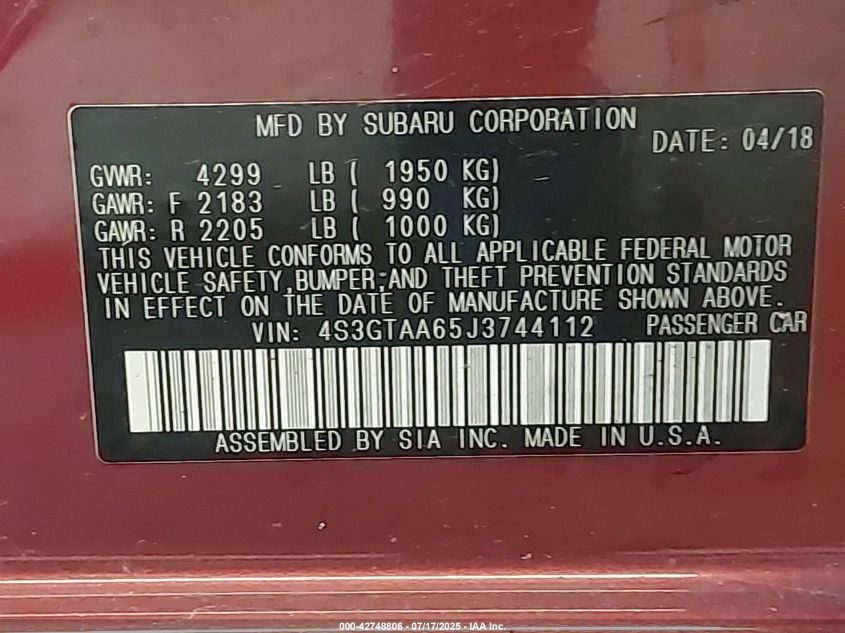 MFD BY SUBARU CORPORATION
DATE: 04/18
GVWR: 4299 LB ( 1950 KG)
GAWR: F 2183 LB ( 990 KG)
GAWR: R 2205 LB ( 1000 KG)
THIS VEHICLE CONFORMS TO ALL APPLICABLE FEDERAL MOTOR
VEHICLE SAFETY, BUMPER, AND THEFT PREVENTION STANDARDS
IN EFFECT ON THE DATE OF MANUFACTURE SHOWN ABOVE.
VIN: 4S3GTAA65J3744112 PASSENGER CAR
ASSEMBLED BY SIA INC. MADE IN U.S.A.
000-42748806 - 07/17/2025 - IAA Inc.